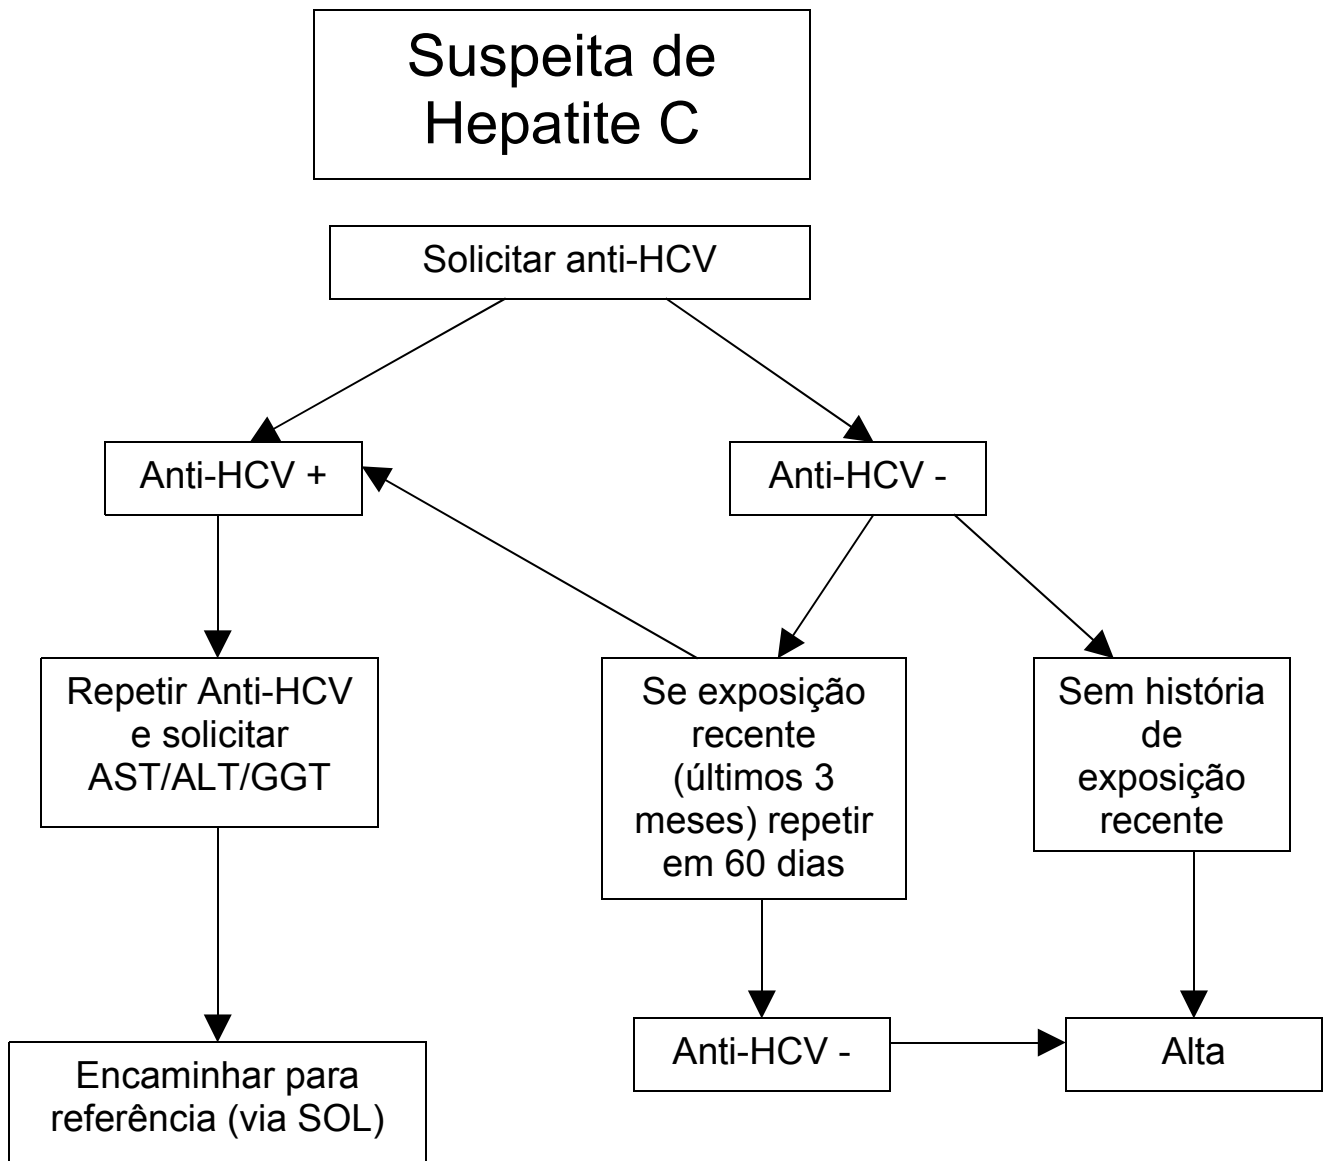 Suspeita de
Hepatite C
Solicitar anti-HCV
Anti-HCV +
Anti-HCV -
Repetir Anti-HCV
e solicitar
AST/ALT/GGT
Se exposição
recente
(últimos 3
meses) repetir
em 60 dias
Sem história
de
exposição
recente
Anti-HCV -
Alta
Encaminhar para
referência (via SOL)